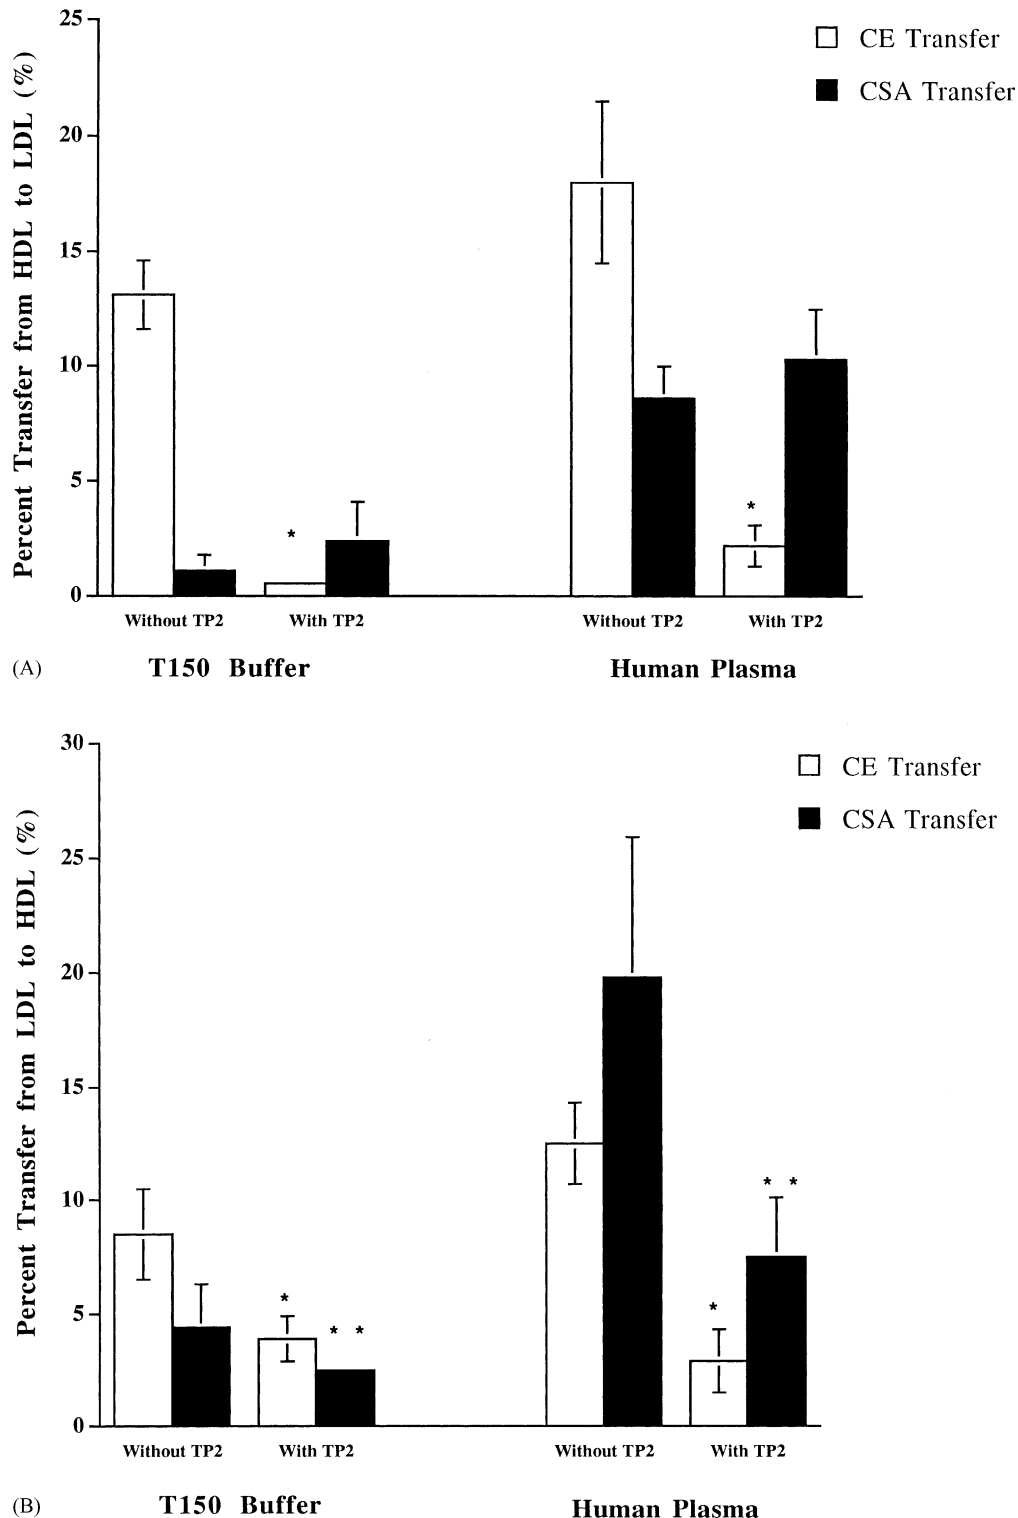 25
20
15
10
5
0
Percent Transfer from HDL to LDL (%)
CE Transfer
CSA Transfer
*
*
Without TP2 With TP2 Without TP2 With TP2
(A) T150 Buffer Human Plasma
30
25
20
15
10
5
0
Percent Transfer from LDL to HDL (%)
CE Transfer
CSA Transfer
* * *
* * *
Without TP2 With TP2 Without TP2 With TP2
(B) T150 Buffer Human Plasma